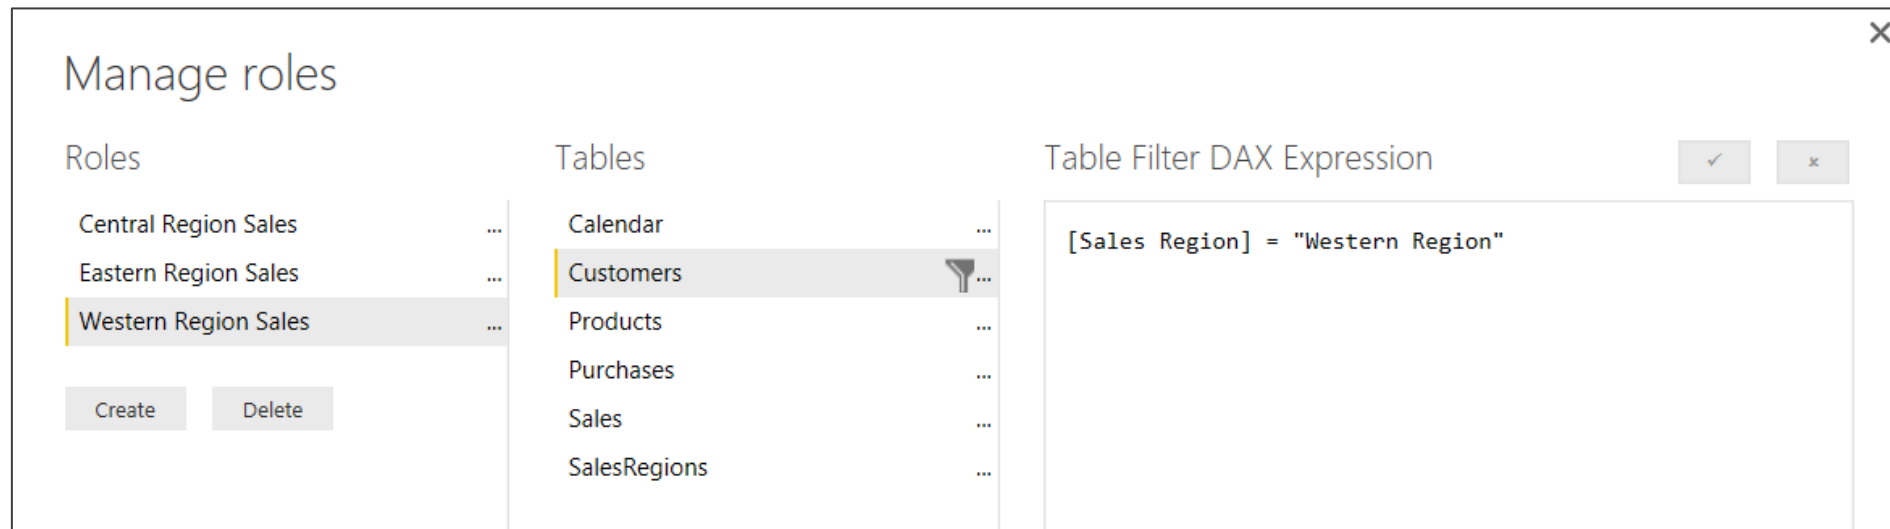 Manage roles
Roles
Tables
Table Filter DAX Expression
Central Region Sales ...
Eastern Region Sales ...
Western Region Sales ...
Create
Delete
Calendar ...
Customers ...
Products ...
Purchases ...
Sales ...
SalesRegions ...
[Sales Region] = "Western Region"